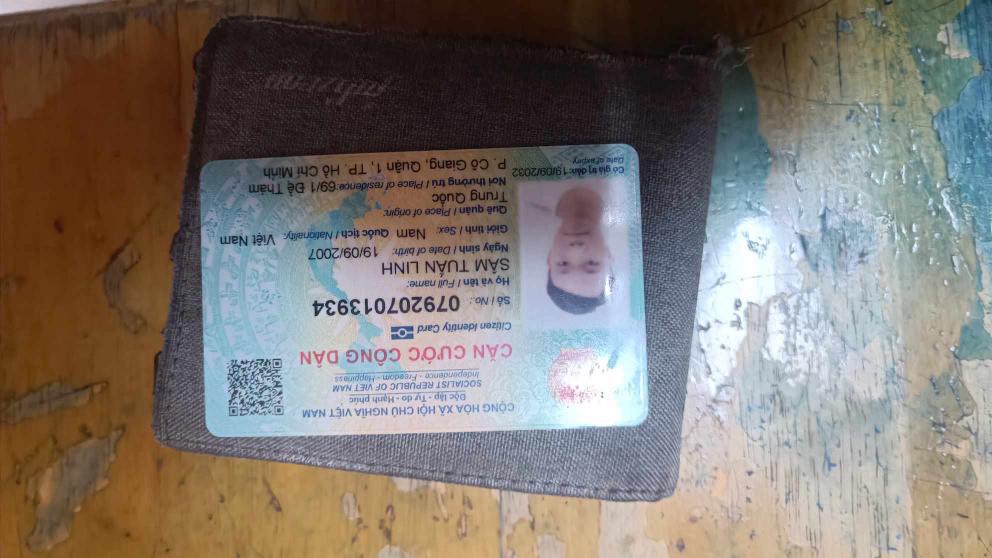 CỘNG HÒA XÃ HỘI CHỦ NGHĨA VIỆT NAM
Độc lập - Tự do - Hạnh phúc
SOCIALIST REPUBLIC OF VIET NAM
Independence - Freedom - Happiness
CĂN CƯỚC CÔNG DÂN
Citizen Identity Card
Số / No.: 079207013934
Họ và tên / Full name:
SÂM TUẤN LINH
Ngày sinh / Date of birth: 19/09/2007
Giới tính / Sex: Nam Quốc tịch / Nationality: Việt Nam
Quê quán / Place of origin:
Trung Quốc
Nơi thường trú / Place of residence: 69/1 Đề Thám
P. Cô Giang, Quận 1, TP. Hồ Chí Minh
Có giá trị đến: 19/09/2032
Date of expiry